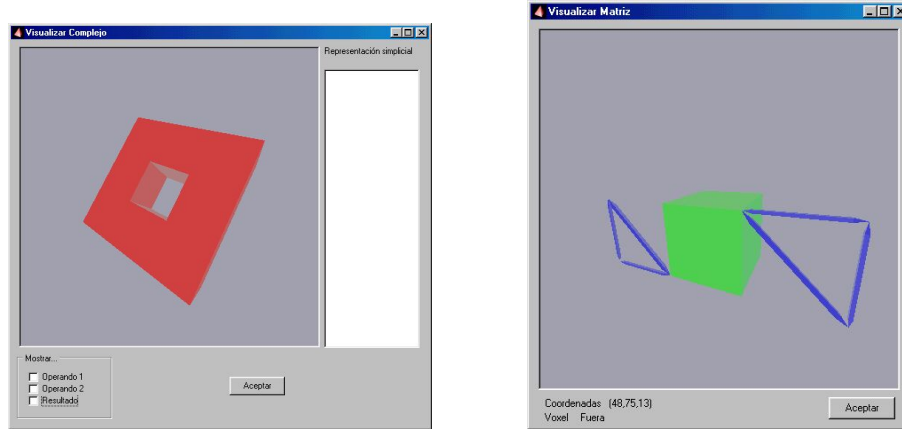 Visualizar Complejo
Representación simplicial
Mostrar...
Operando 1
Operando 2
Resultado
Aceptar
Visualizar Matriz
Coordenadas (48,75,13)
Voxel Fuera
Aceptar